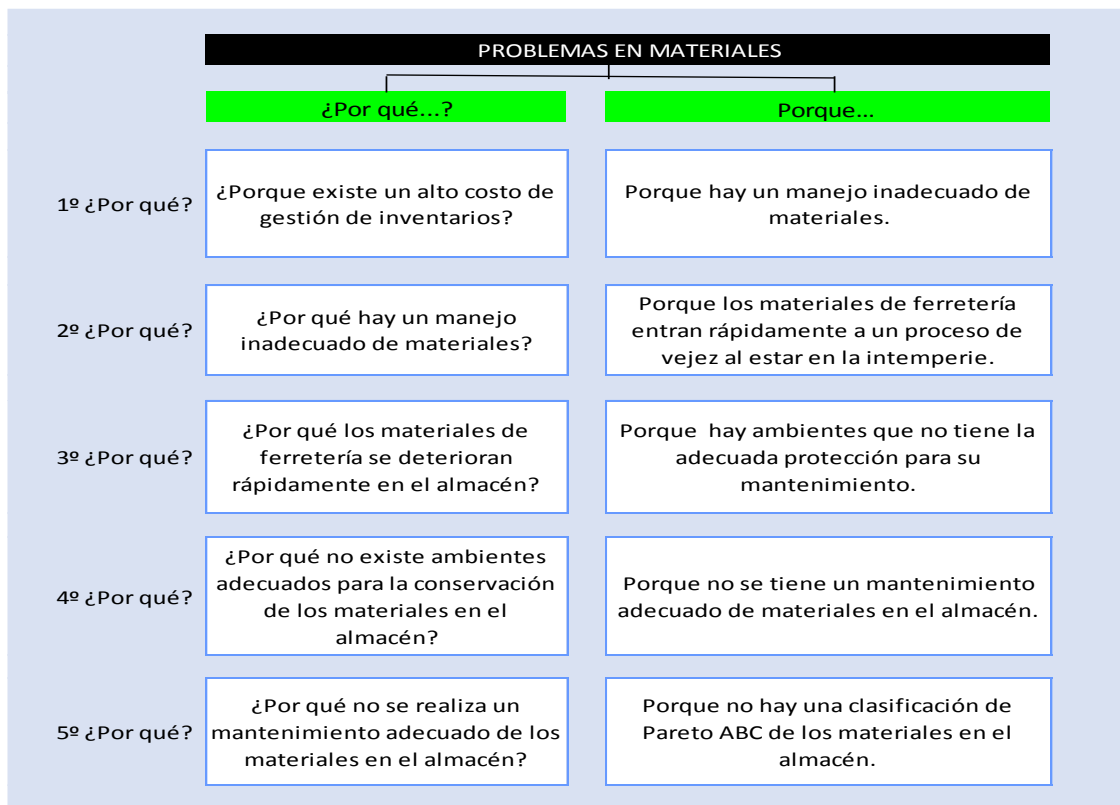 PROBLEMAS EN MATERIALES
¿Por qué...?
Porque...
1º ¿Por qué?
¿Porque existe un alto costo de
gestión de inventarios?
Porque hay un manejo inadecuado de
materiales.
2º ¿Por qué?
¿Por qué hay un manejo
inadecuado de materiales?
Porque los materiales de ferretería
entran rápidamente a un proceso de
vejez al estar en la intemperie.
3º ¿Por qué?
¿Por qué los materiales de
ferretería se deterioran
rápidamente en el almacén?
Porque  hay ambientes que no tiene la
adecuada protección para su
mantenimiento.
4º ¿Por qué?
¿Por qué no existe ambientes
adecuados para la conservación
de los materiales en el
almacén?
Porque no se tiene un mantenimiento
adecuado de materiales en el almacén.
5º ¿Por qué?
¿Por qué no se realiza un
mantenimiento adecuado de los
materiales en el almacén?
Porque no hay una clasificación de
Pareto ABC de los materiales en el
almacén.